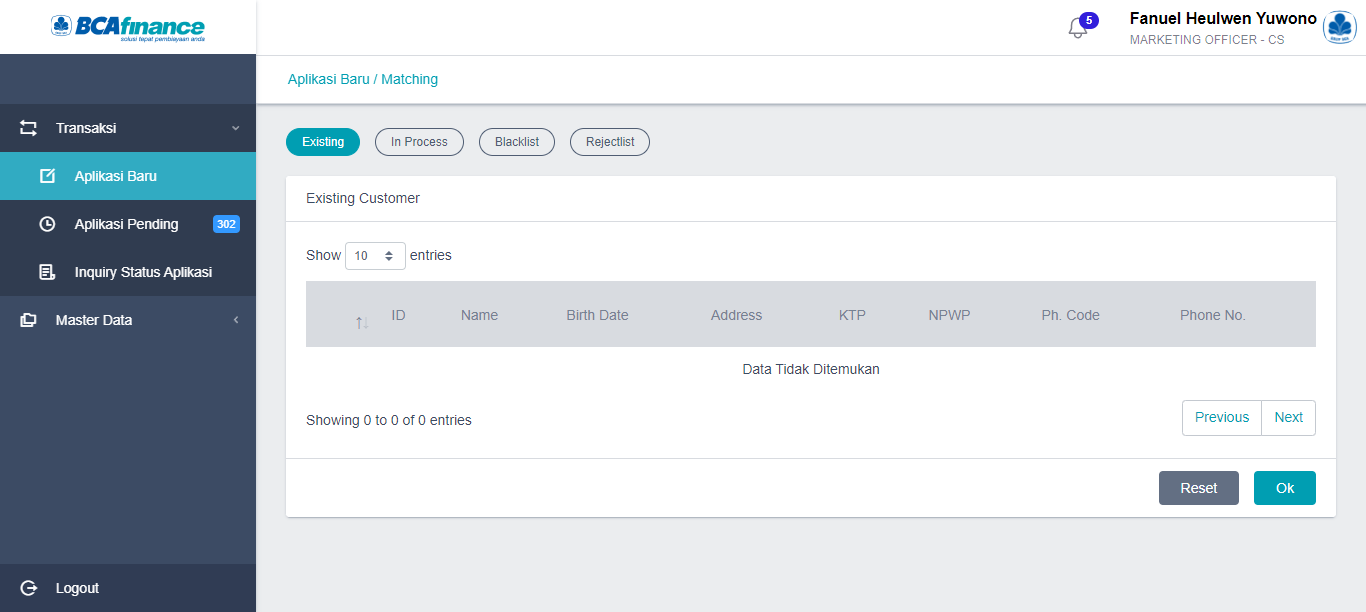 BCAfinance
solusi tepat pembiayaan anda
5
Fanuel Heulwen Yuwono
MARKETING OFFICER - CS
Aplikasi Baru / Matching
Transaksi
Aplikasi Baru
Aplikasi Pending 302
Inquiry Status Aplikasi
Master Data
Logout
Existing In Process Blacklist Rejectlist
Existing Customer
Show 10 entries
ID Name Birth Date Address KTP NPWP Ph. Code Phone No.
Data Tidak Ditemukan
Showing 0 to 0 of 0 entries
Previous Next
Reset Ok